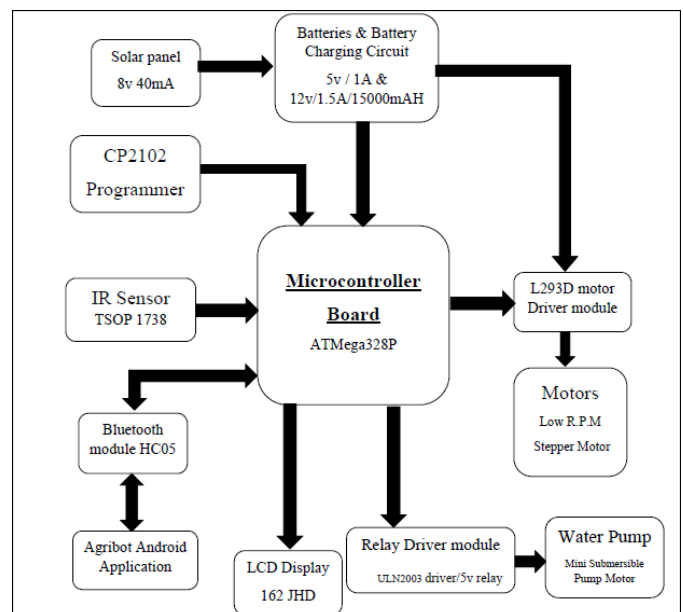 Solar panel
8v 40mA
Batteries & Battery
Charging Circuit
5v / 1A &
12v/1.5A/15000mAH
CP2102
Programmer
Microcontroller
Board
ATMega328P
IR Sensor
TSOP 1738
L293D motor
Driver module
Motors
Low R.P.M
Stepper Motor
Bluetooth
module HC05
Agribot Android
Application
LCD Display
162 JHD
Relay Driver module
ULN2003 driver/5v relay
Water Pump
Mini Submersible
Pump Motor